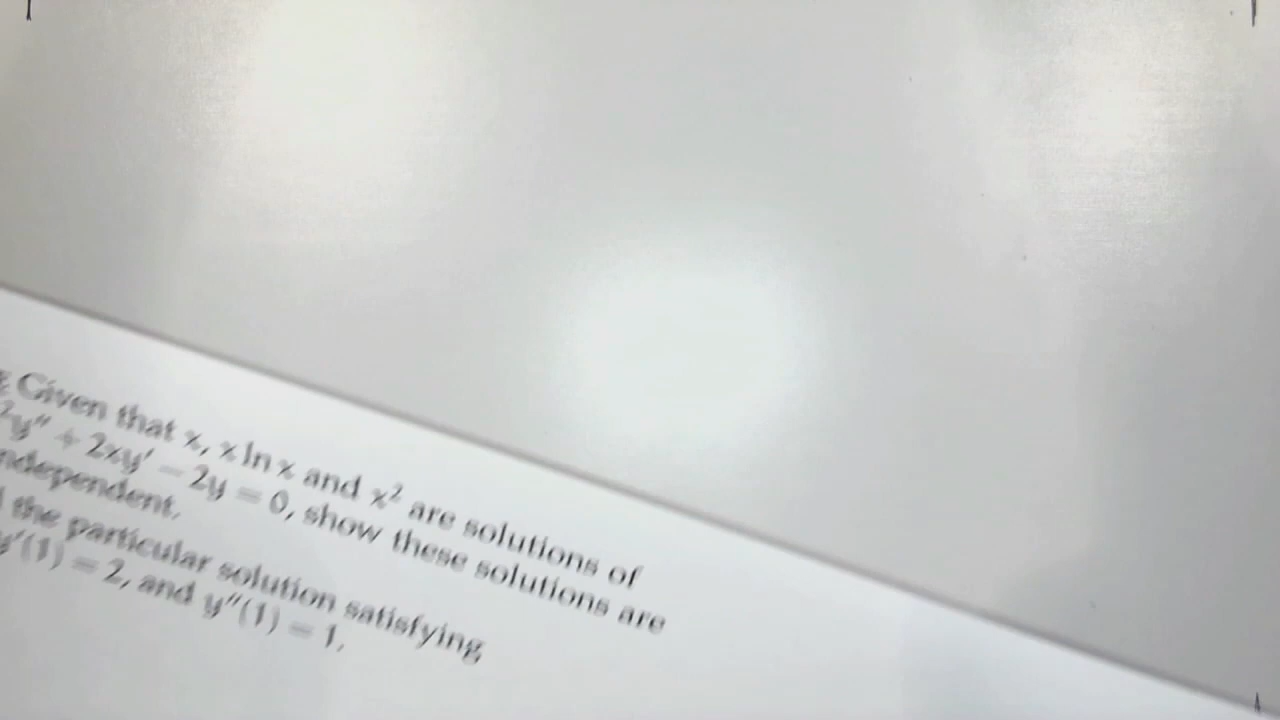 Given that x, x ln x and x² are solutions of
²y″ + 2xy′ − 2y = 0, show these solutions are
ndependent.
the particular solution satisfying
y′(1) = 2, and y″(1) = 1.